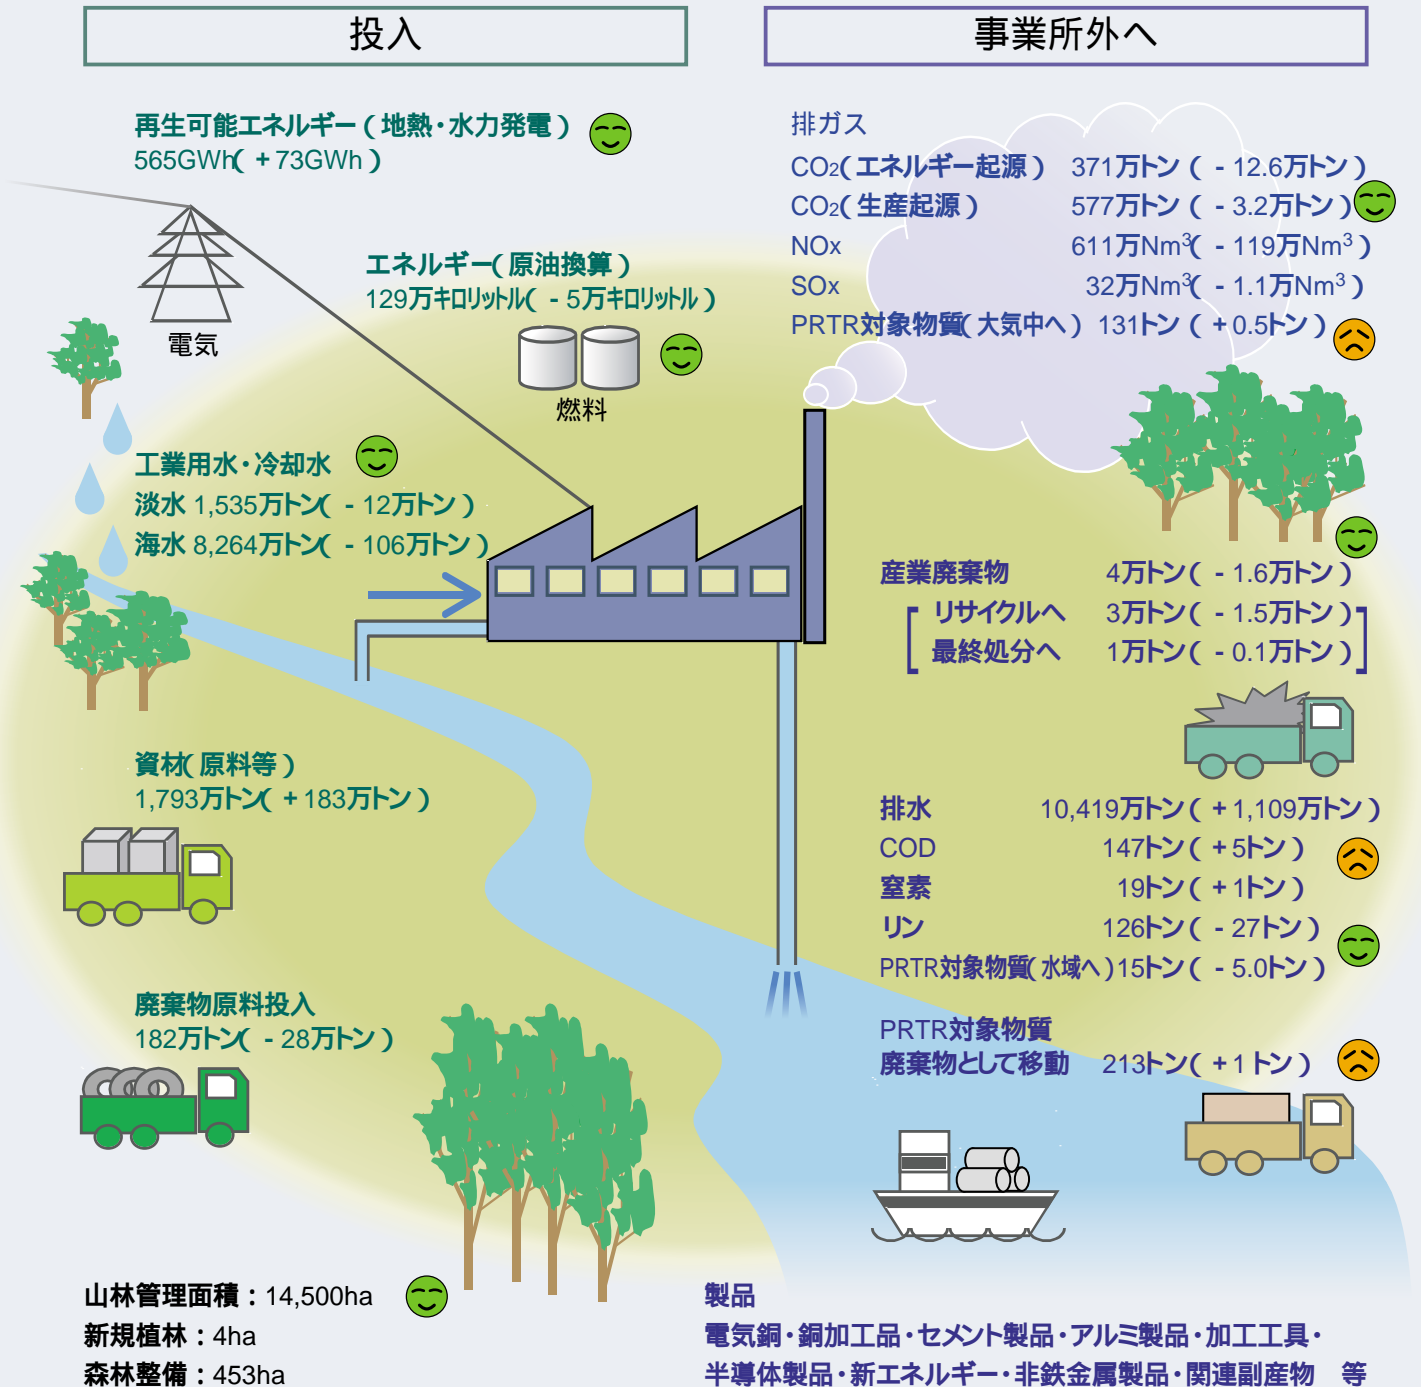 投入
再生可能エネルギー(地熱・水力発電)
565GWh(+73GWh)
電気
エネルギー(原油換算)
129万キロリットル(-5万キロリットル)
燃料
工業用水・冷却水
淡水 1,535万トン(-12万トン)
海水 8,264万トン(-106万トン)
資材(原料等)
1,793万トン(+183万トン)
廃棄物原料投入
182万トン(-28万トン)
山林管理面積:14,500ha
新規植林:4ha
森林整備:453ha
事業所外へ
排ガス
CO2(エネルギー起源) 371万トン(-12.6万トン)
CO2(生産起源) 577万トン(-3.2万トン)
NOx 611万Nm3(-119万Nm3)
SOx 32万Nm3(-1.1万Nm3)
PRTR対象物質(大気中へ) 131トン(+0.5トン)
産業廃棄物 4万トン(-1.6万トン)
リサイクルへ 3万トン(-1.5万トン)
最終処分へ 1万トン(-0.1万トン)
排水 10,419万トン(+1,109万トン)
COD 147トン(+5トン)
窒素 19トン(+1トン)
リン 126トン(-27トン)
PRTR対象物質(水域へ)15トン(-5.0トン)
PRTR対象物質
廃棄物として移動 213トン(+1トン)
製品
電気銅・銅加工品・セメント製品・アルミ製品・加工工具・
半導体製品・新エネルギー・非鉄金属製品・関連副産物 等